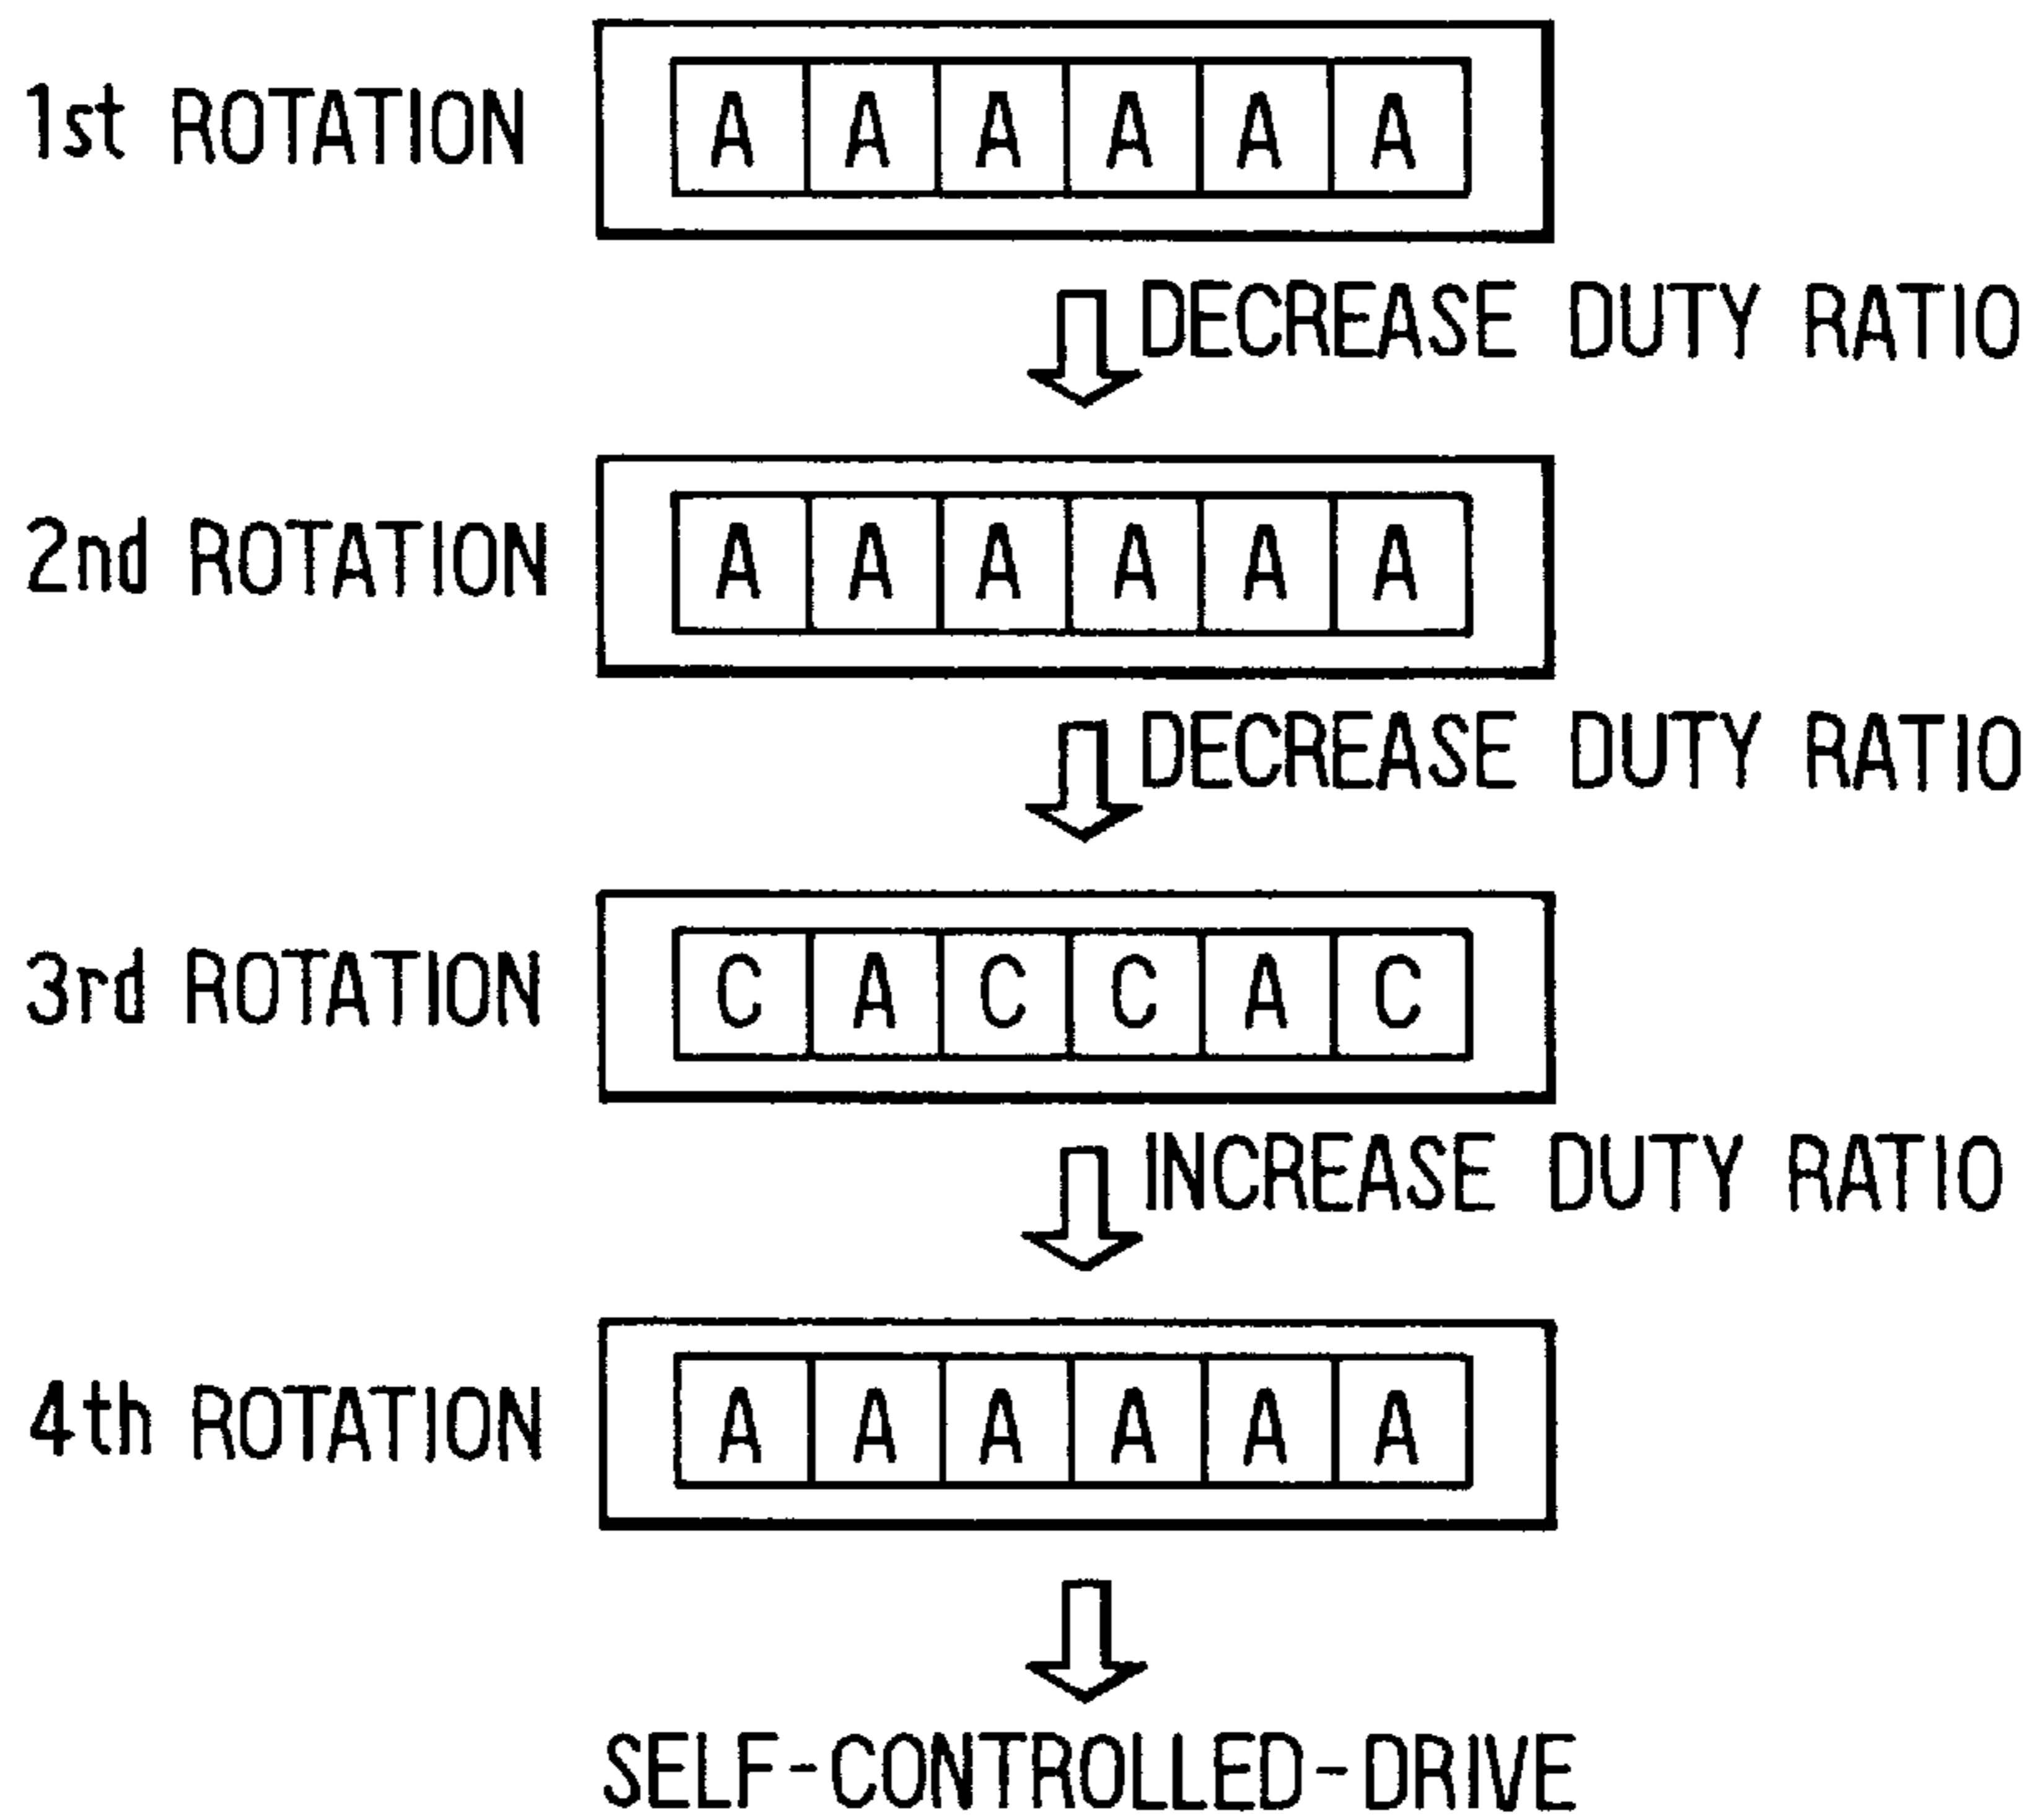 1st ROTATION A A A A A A
DECREASE DUTY RATIO
2nd ROTATION A A A A A A
DECREASE DUTY RATIO
3rd ROTATION C A C C A C
INCREASE DUTY RATIO
4th ROTATION A A A A A A
SELF-CONTROLLED-DRIVE